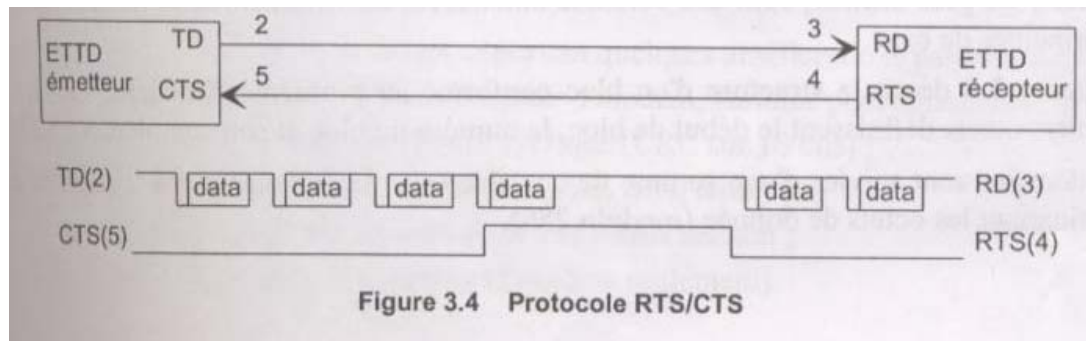 2 3
ETTD TD RD ETTD
émetteur CTS 5 4 RTS récepteur
TD(2) data data data data data data RD(3)
CTS(5) RTS(4)
Figure 3.4 Protocole RTS/CTS